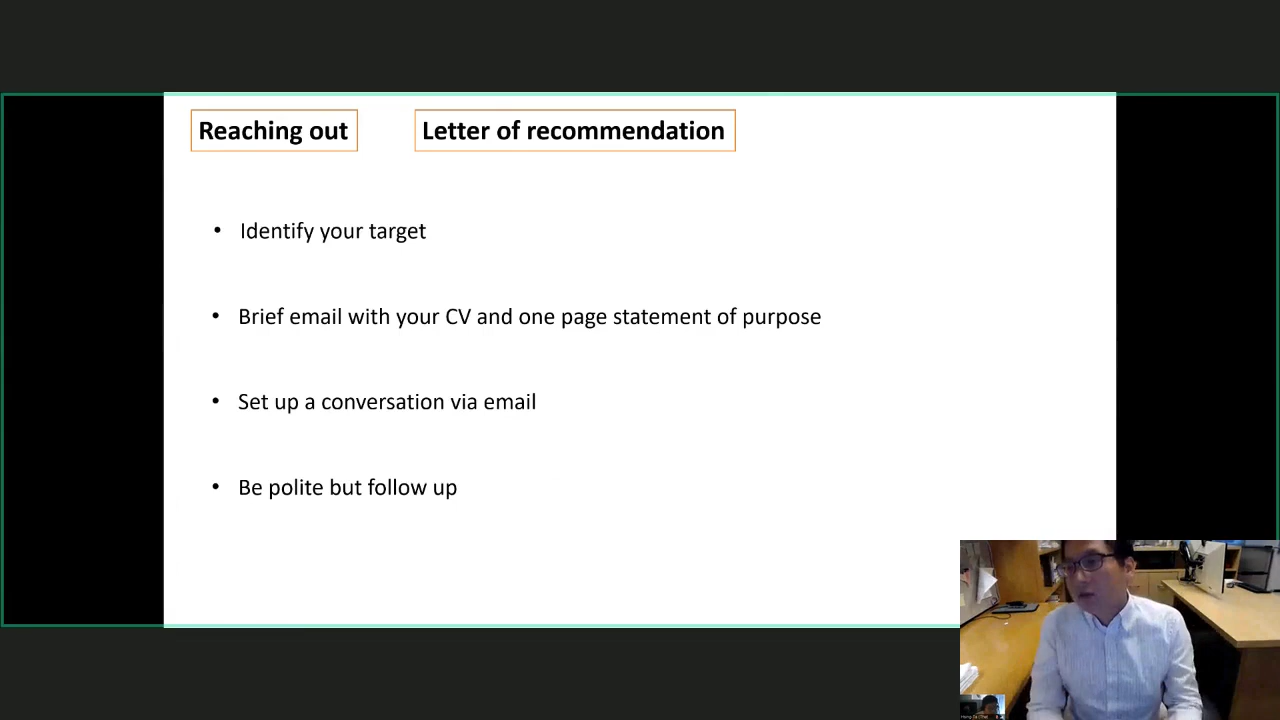 Reaching out
Letter of recommendation
• Identify your target
• Brief email with your CV and one page statement of purpose
• Set up a conversation via email
• Be polite but follow up